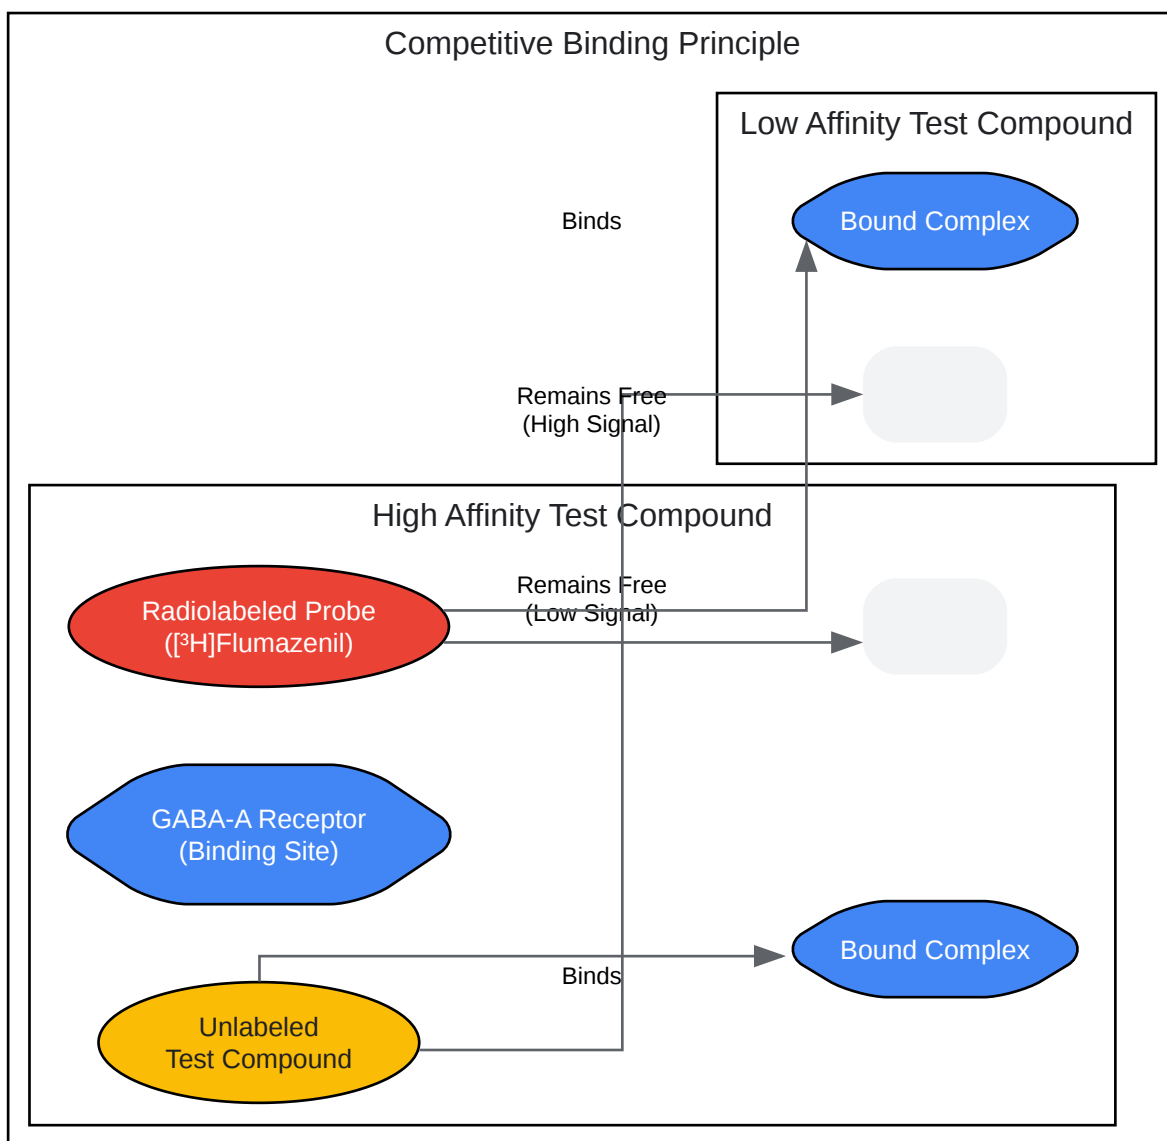 Competitive Binding Principle
Low Affinity Test Compound
Binds
Bound Complex
Remains Free
(High Signal)
High Affinity Test Compound
Remains Free
(Low Signal)
Radiolabeled Probe
([³H]Flumazenil)
GABA-A Receptor
(Binding Site)
Bound Complex
Binds
Unlabeled
Test Compound